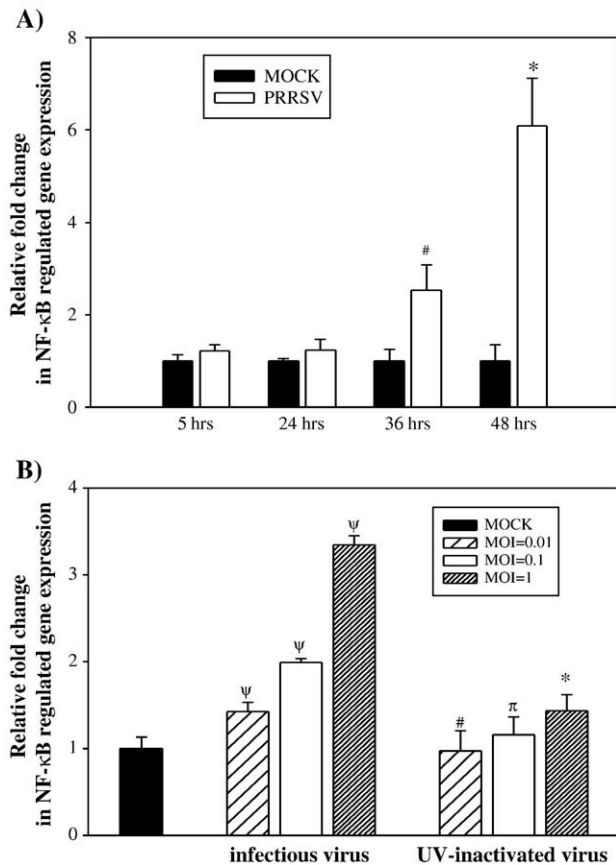 A)
Relative fold change
in NF-κB regulated gene expression
8
6
4
2
0
MOCK
PRRSV
#
*
5 hrs 24 hrs 36 hrs 48 hrs
B)
Relative fold change
in NF-κB regulated gene expression
4
3
2
1
0
MOCK
MOI=0.01
MOI=0.1
MOI=1
ψ
ψ
ψ
#
π
*
infectious virus UV-inactivated virus